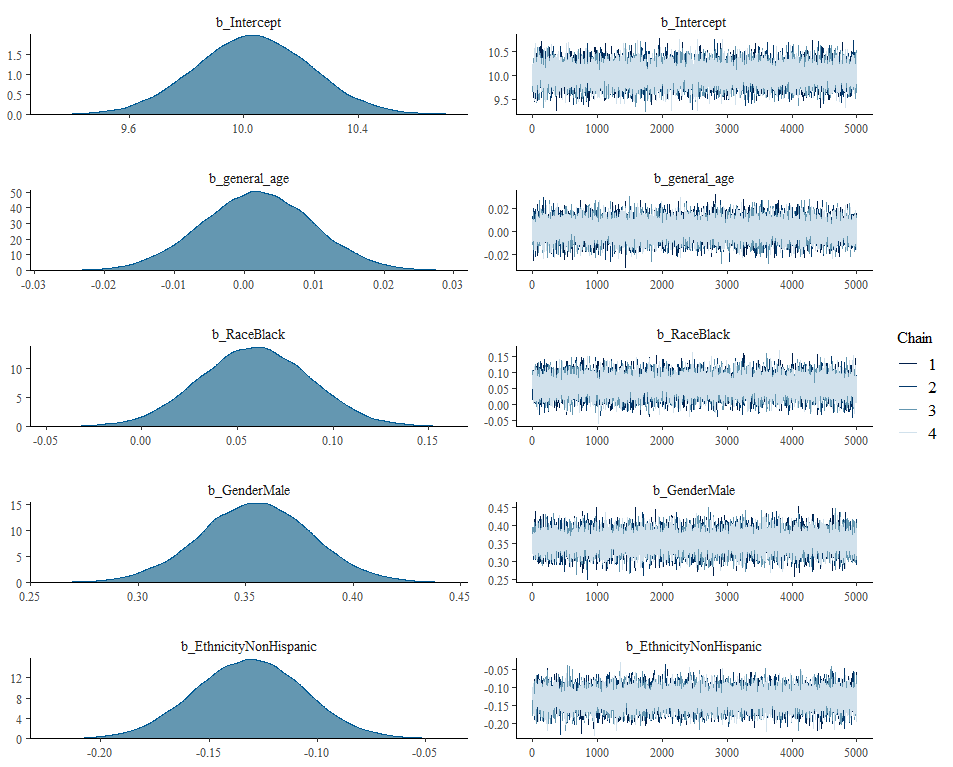 b_Intercept
1.5
1.0
0.5
0.0
9.6 10.0 10.4
b_Intercept
10.5
10.0
9.5
0 1000 2000 3000 4000 5000
b_general_age
50
40
30
20
10
0
-0.03 -0.02 -0.01 0.00 0.01 0.02 0.03
b_general_age
0.02
0.00
-0.02
0 1000 2000 3000 4000 5000
b_RaceBlack
10
5
0
-0.05 0.00 0.05 0.10 0.15
b_RaceBlack
0.15
0.10
0.05
0.00
-0.05
0 1000 2000 3000 4000 5000
b_GenderMale
15
10
5
0
0.25 0.30 0.35 0.40 0.45
b_GenderMale
0.45
0.40
0.35
0.30
0.25
0 1000 2000 3000 4000 5000
b_EthnicityNonHispanic
12
8
4
0
-0.20 -0.15 -0.10 -0.05
b_EthnicityNonHispanic
-0.05
-0.10
-0.15
-0.20
0 1000 2000 3000 4000 5000
Chain
1
2
3
4